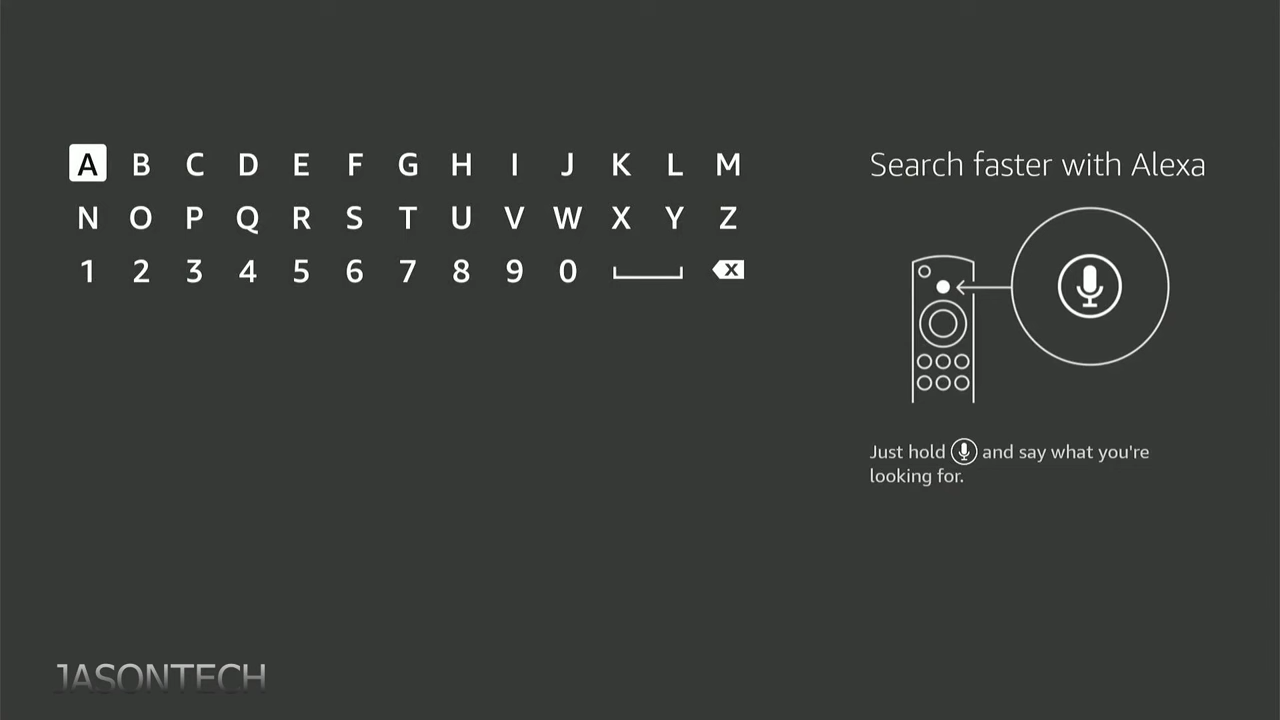 A B C D E F G H I J K L M
N O P Q R S T U V W X Y Z
1 2 3 4 5 6 7 8 9 0
Search faster with Alexa
Just hold and say what you're
looking for.
JASONTECH